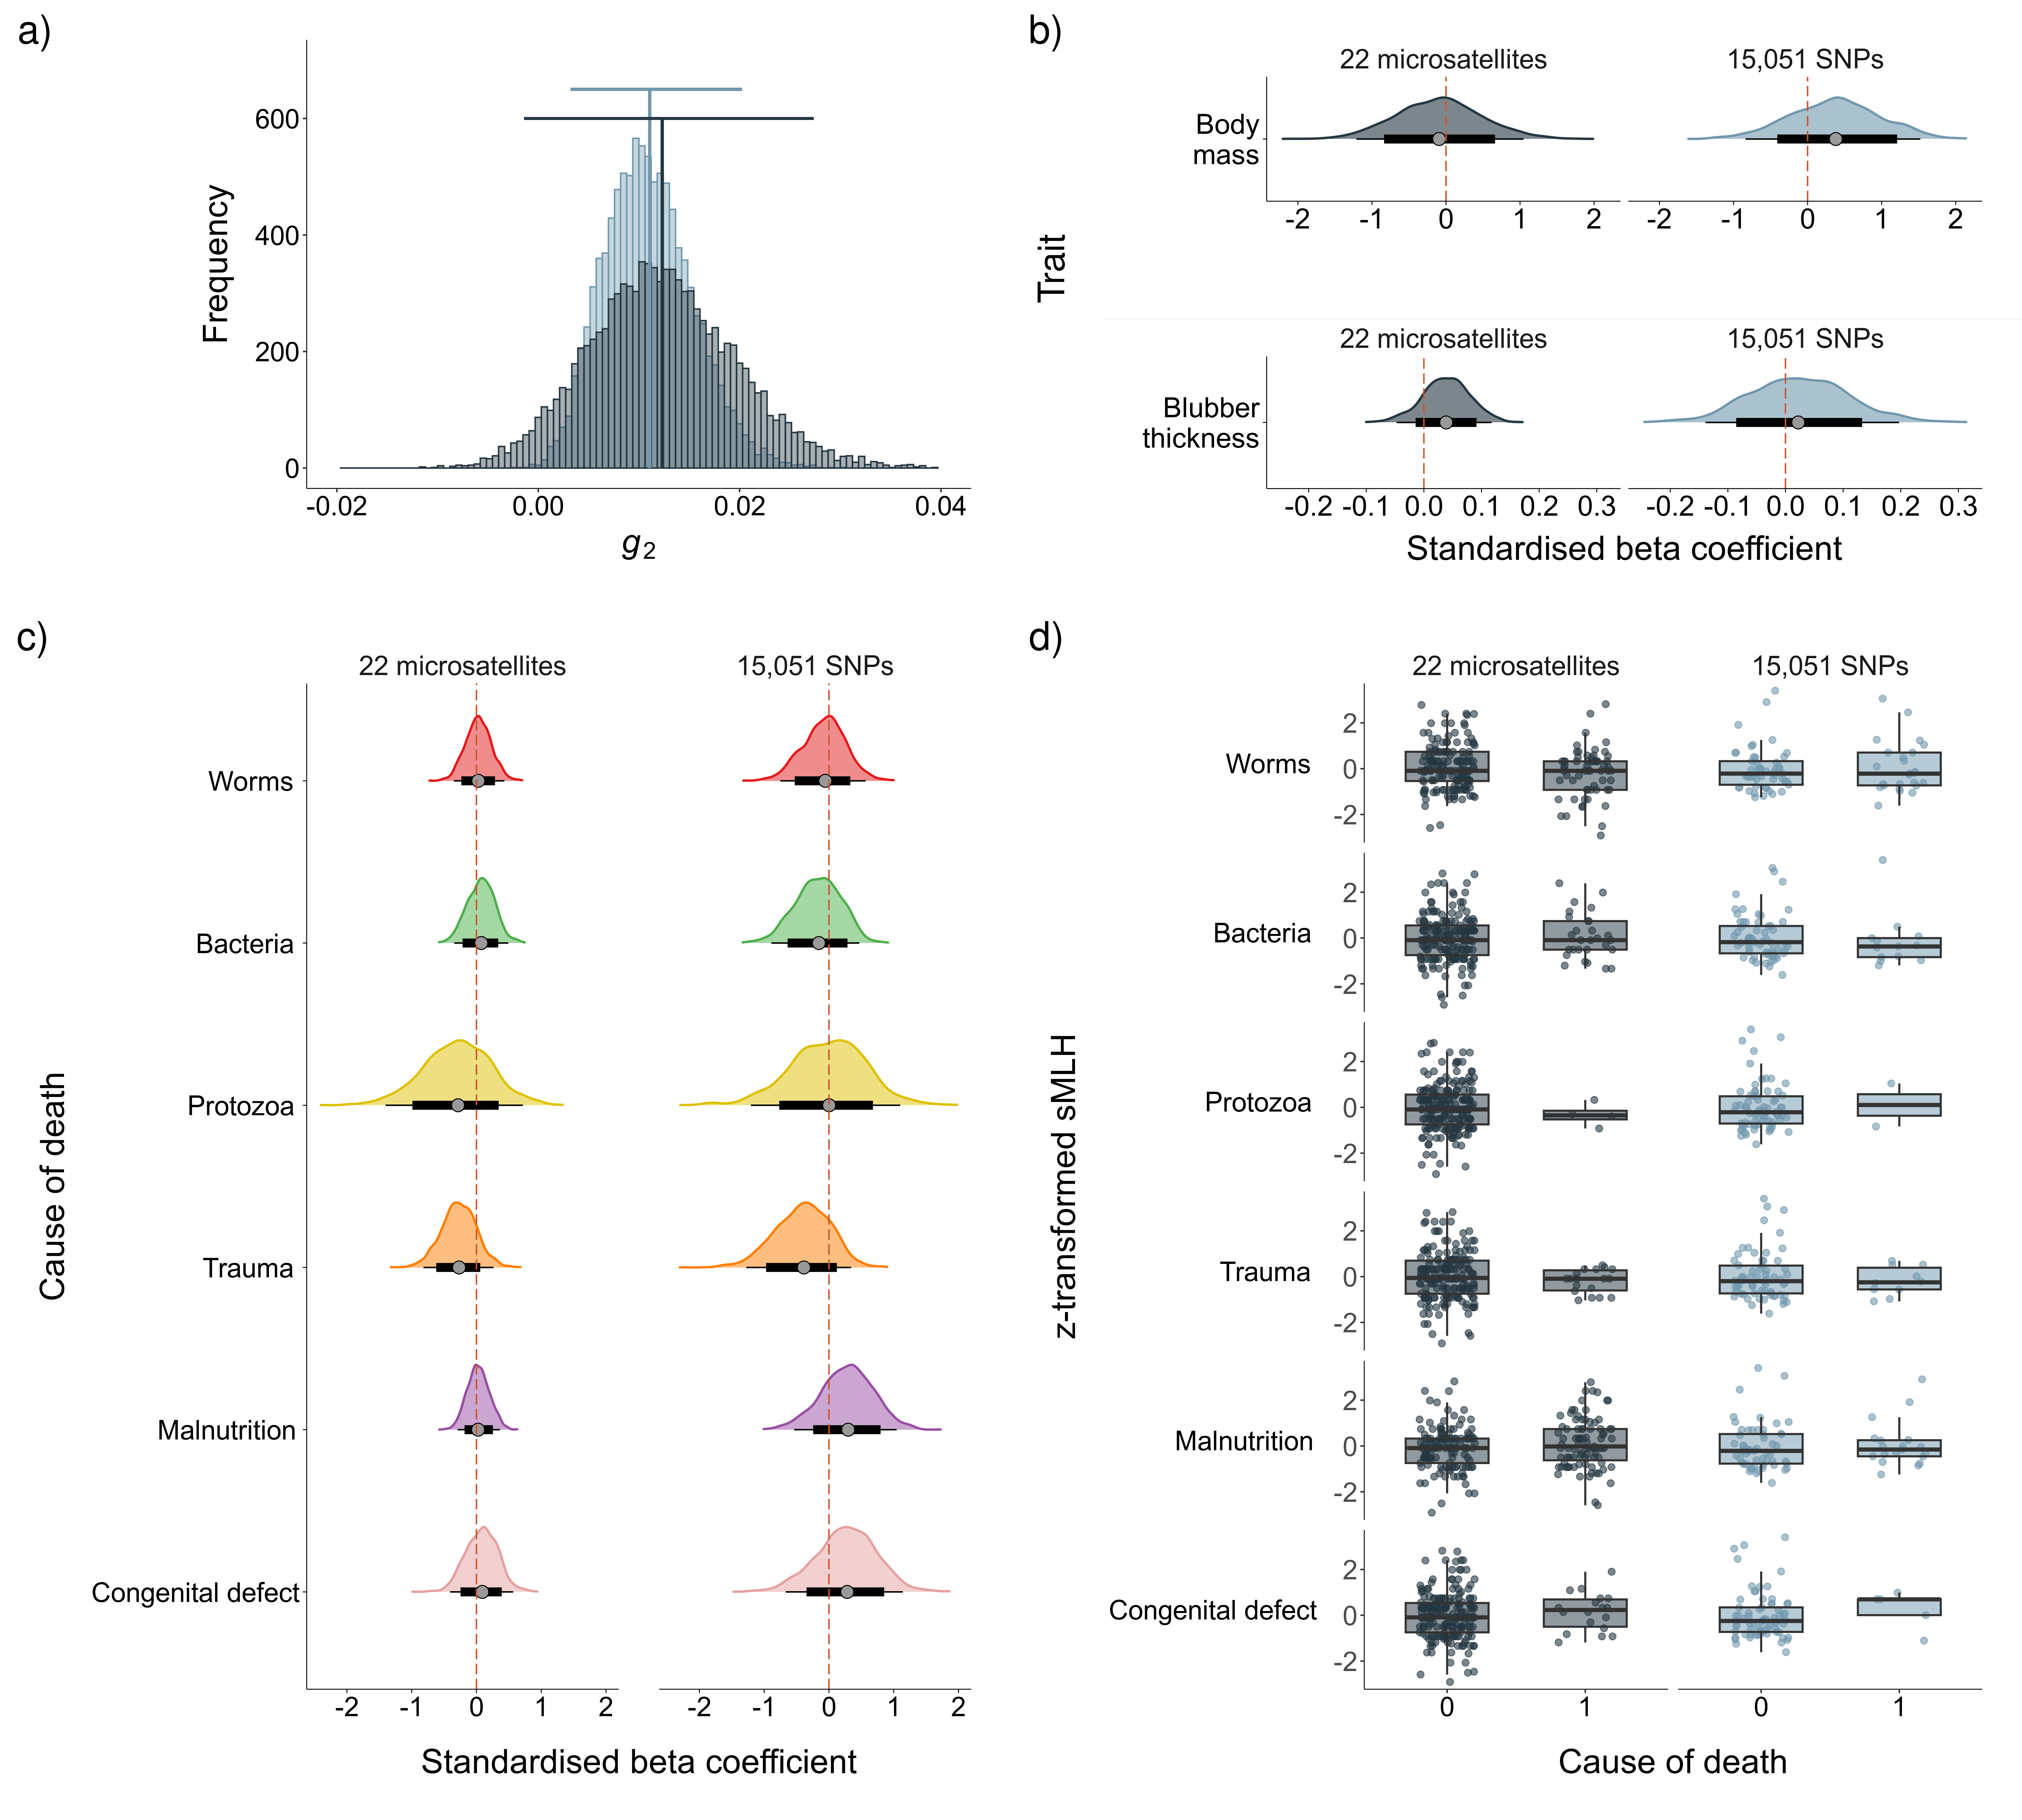 a)
Frequency
600
400
200
0
-0.02 0.00 0.02 0.04
g2
b)
22 microsatellites 15,051 SNPs
Body
mass
-2 -1 0 1 2 -2 -1 0 1 2
Trait
22 microsatellites 15,051 SNPs
Blubber
thickness
-0.2 -0.1 0.0 0.1 0.2 0.3 -0.2 -0.1 0.0 0.1 0.2 0.3
Standardised beta coefficient
c)
22 microsatellites 15,051 SNPs
Cause of death
Worms
Bacteria
Protozoa
Trauma
Malnutrition
Congenital defect
-2 -1 0 1 2 -2 -1 0 1 2
Standardised beta coefficient
d)
22 microsatellites 15,051 SNPs
z-transformed sMLH
Worms
2
0
-2
Bacteria
2
0
-2
Protozoa
2
0
-2
Trauma
2
0
-2
Malnutrition
2
0
-2
Congenital defect
2
0
-2
0 1 0 1
Cause of death